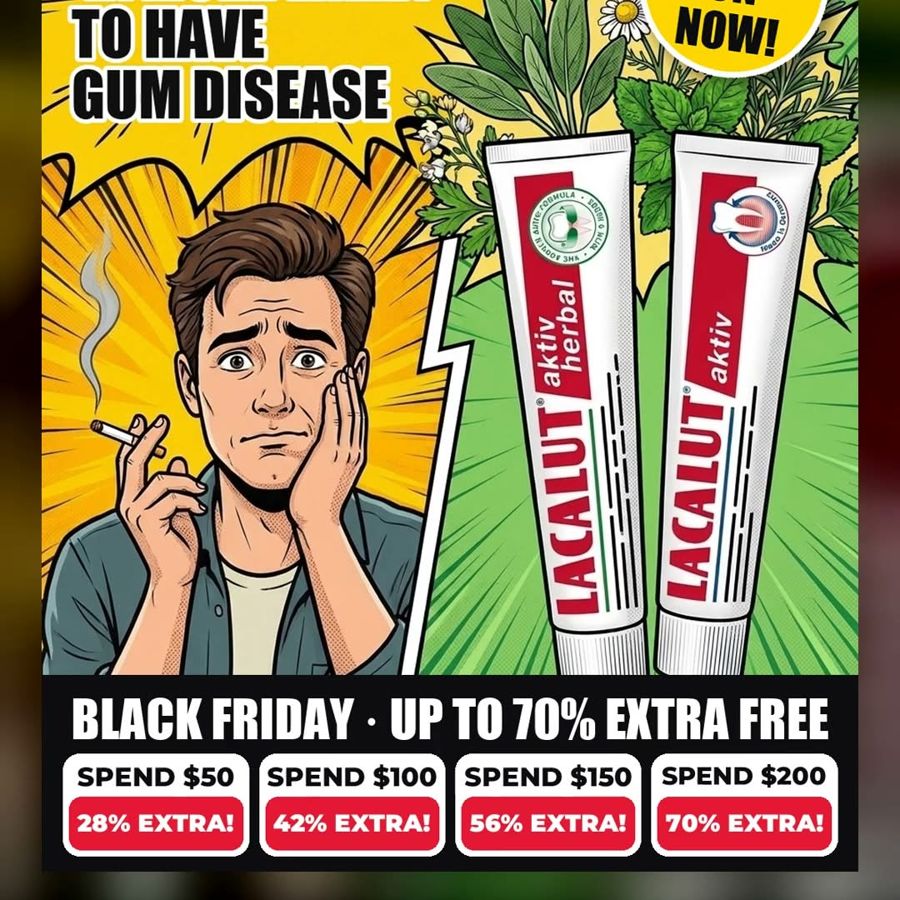 TO HAVE
GUM DISEASE
NOW!
aktiv
herbal
LACALUT®
aktiv
LACALUT®
BLACK FRIDAY · UP TO 70% EXTRA FREE
SPEND $50
28% EXTRA!
SPEND $100
42% EXTRA!
SPEND $150
56% EXTRA!
SPEND $200
70% EXTRA!